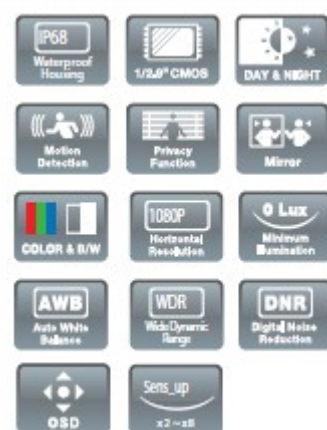 IP68
Waterproof
Housing
1/2.9" CMOS
DAY & NIGHT
Motion
Detection
Privacy
Function
Mirror
COLOR & B/W
1080P
Horizontal
Resolution
0 Lux
Minimum
Illumination
AWB
Auto White
Balance
WDR
Wide Dynamic
Range
DNR
Digital Noise
Reduction
OSD
Sens_up
x2~x8